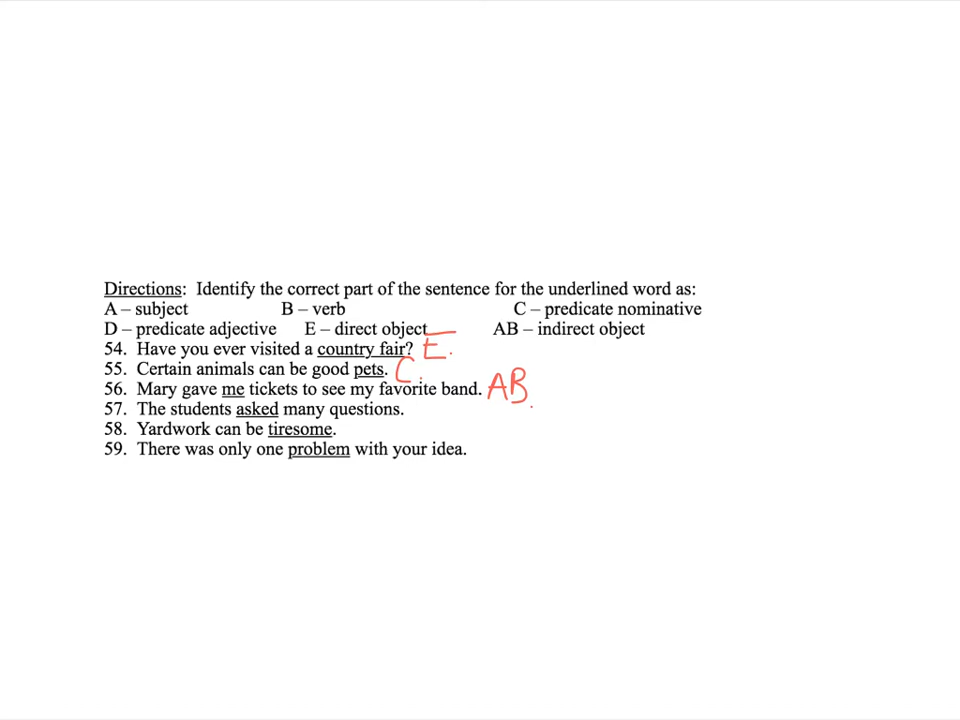 Directions: Identify the correct part of the sentence for the underlined word as:
A – subject B – verb C – predicate nominative
D – predicate adjective E – direct object AB – indirect object
54. Have you ever visited a country fair? E.
55. Certain animals can be good pets. C.
56. Mary gave me tickets to see my favorite band. AB.
57. The students asked many questions.
58. Yardwork can be tiresome.
59. There was only one problem with your idea.